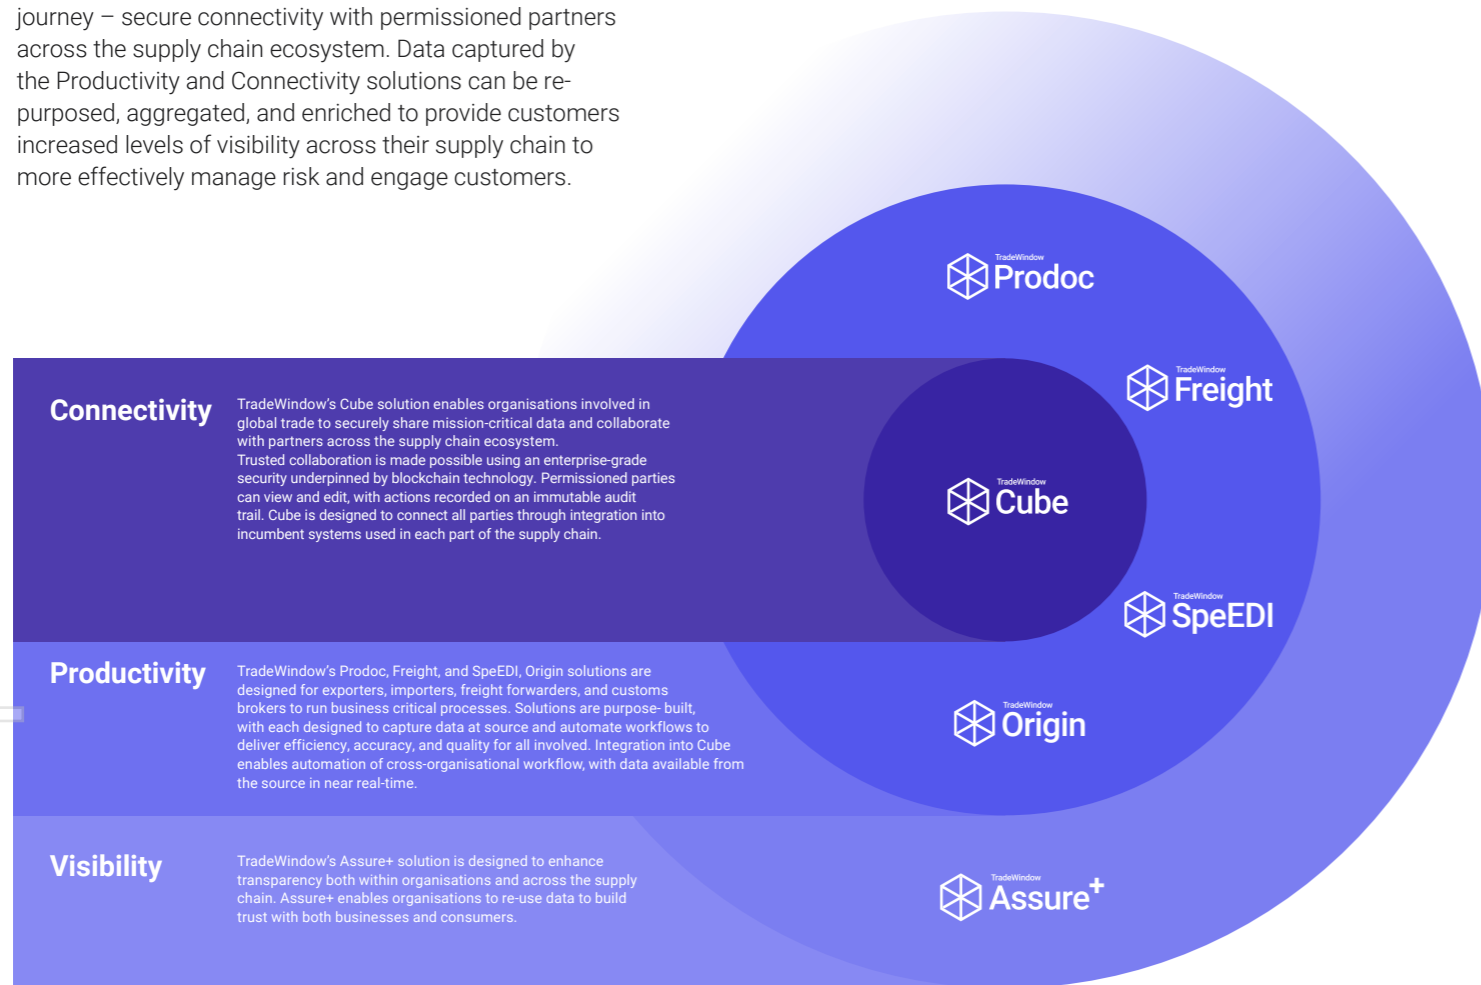 journey – secure connectivity with permissioned partners
across the supply chain ecosystem. Data captured by
the Productivity and Connectivity solutions can be re-
purposed, aggregated, and enriched to provide customers
increased levels of visibility across their supply chain to
more effectively manage risk and engage customers.
TradeWindow
Prodoc
TradeWindow
Freight
TradeWindow
Cube
TradeWindow
SpeEDI
TradeWindow
Origin
TradeWindow
Assure+
Connectivity
TradeWindow's Cube solution enables organisations involved in
global trade to securely share mission-critical data and collaborate
with partners across the supply chain ecosystem.
Trusted collaboration is made possible using an enterprise-grade
security underpinned by blockchain technology. Permissioned parties
can view and edit, with actions recorded on an immutable audit
trail. Cube is designed to connect all parties through integration into
incumbent systems used in each part of the supply chain.
Productivity
TradeWindow's Prodoc, Freight, and SpeEDI, Origin solutions are
designed for exporters, importers, freight forwarders, and customs
brokers to run business critical processes. Solutions are purpose- built,
with each designed to capture data at source and automate workflows to
deliver efficiency, accuracy, and quality for all involved. Integration into Cube
enables automation of cross-organisational workflow, with data available from
the source in near real-time.
Visibility
TradeWindow's Assure+ solution is designed to enhance
transparency both within organisations and across the supply
chain. Assure+ enables organisations to re-use data to build
trust with both businesses and consumers.